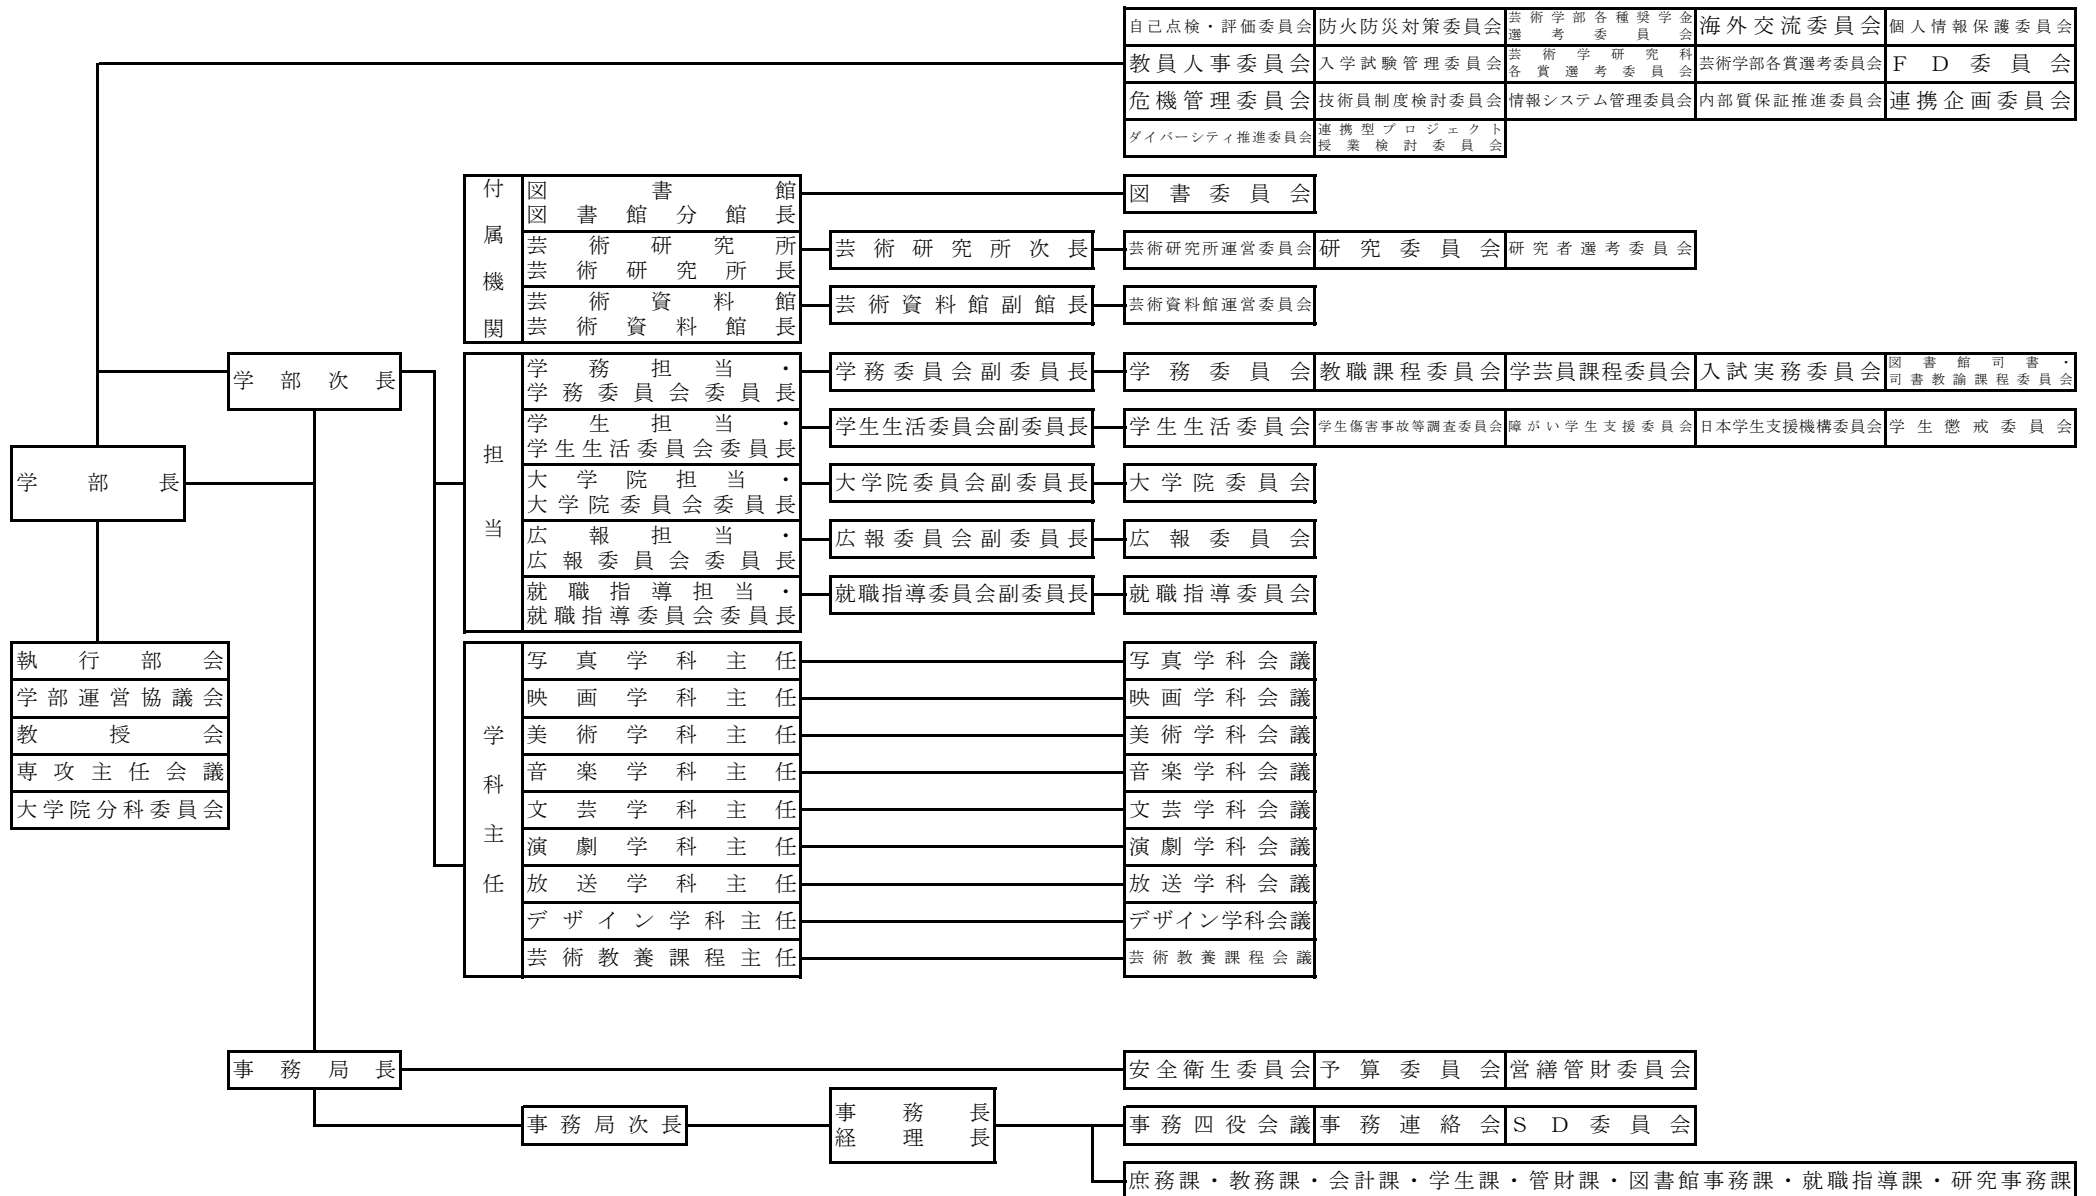 自己点検・評価委員会 防火防災対策委員会 芸術学部各種奨学金選考委員会 海外交流委員会 個人情報保護委員会
教員人事委員会 入学試験管理委員会 芸術学研究科各賞選考委員会 芸術学部各賞選考委員会 FD委員会
危機管理委員会 技術員制度検討委員会 情報システム管理委員会 内部質保証推進委員会 連携企画委員会
ダイバーシティ推進委員会 連携型プロジェクト授業検討委員会
付属機関
図書館
図書館分館長
図書委員会
芸術研究所
芸術研究所長
芸術研究所次長
芸術研究所運営委員会 研究委員会 研究者選考委員会
芸術資料館
芸術資料館長
芸術資料館副館長
芸術資料館運営委員会
学部次長
担当
学務担当・
学務委員会委員長
学務委員会副委員長
学務委員会 教職課程委員会 学芸員課程委員会 入試実務委員会 図書館司書・司書教諭課程委員会
学生担当・
学生生活委員会委員長
学生生活委員会副委員長
学生生活委員会 学生傷害事故等調査委員会 障がい学生支援委員会 日本学生支援機構委員会 学生懲戒委員会
学部長
大学院担当・
大学院委員会委員長
大学院委員会副委員長
大学院委員会
広報担当・
広報委員会委員長
広報委員会副委員長
広報委員会
就職指導担当・
就職指導委員会委員長
就職指導委員会副委員長
就職指導委員会
執行部会
学部運営協議会
教授会
専攻主任会議
大学院分科委員会
学科主任
写真学科主任 写真学科会議
映画学科主任 映画学科会議
美術学科主任 美術学科会議
音楽学科主任 音楽学科会議
文芸学科主任 文芸学科会議
演劇学科主任 演劇学科会議
放送学科主任 放送学科会議
デザイン学科主任 デザイン学科会議
芸術教養課程主任 芸術教養課程会議
事務局長
安全衛生委員会 予算委員会 営繕管財委員会
事務局次長
事務長
経理長
事務四役会議 事務連絡会 SD委員会
庶務課・教務課・会計課・学生課・管財課・図書館事務課・就職指導課・研究事務課